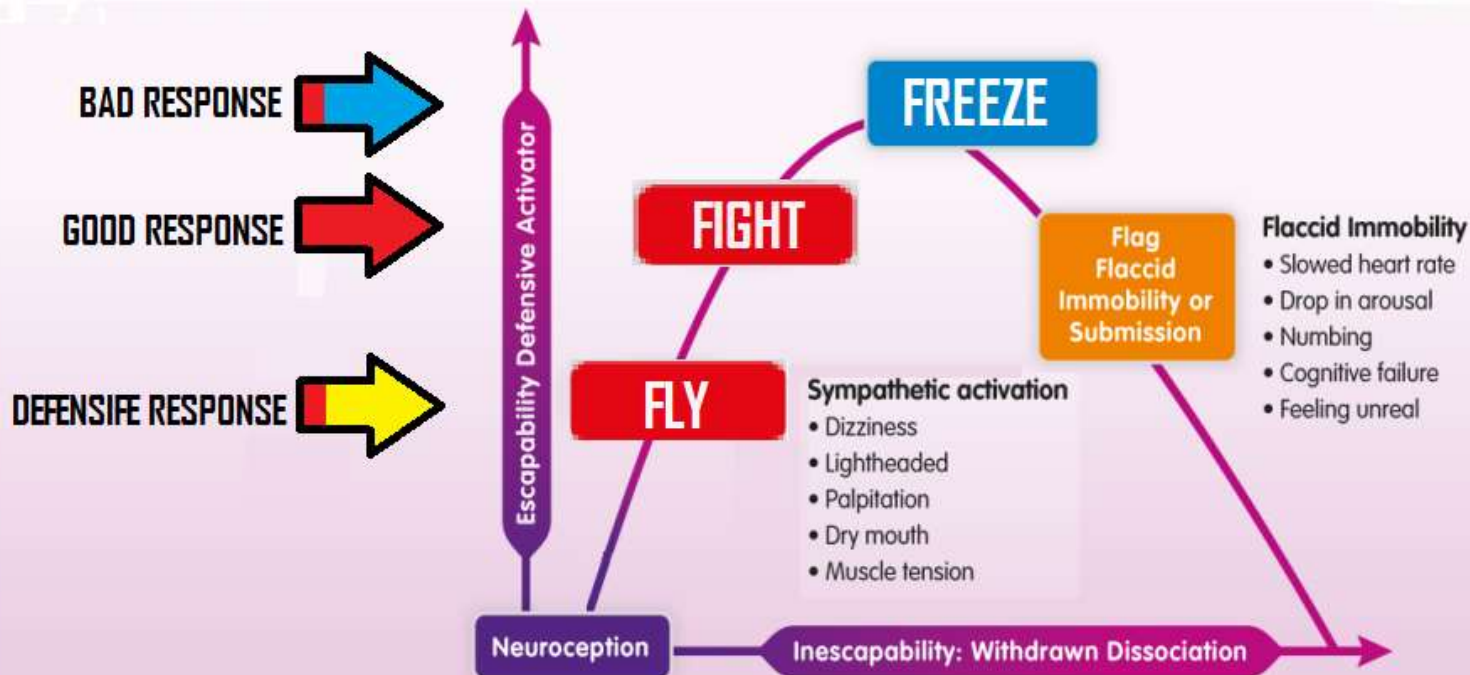 BAD RESPONSE
GOOD RESPONSE
DEFENSIFE RESPONSE
Escapability Defensive Activator
FREEZE
FIGHT
FLY
Sympathetic activation
• Dizziness
• Lightheaded
• Palpitation
• Dry mouth
• Muscle tension
Flag
Flaccid
Immobility or
Submission
Flaccid Immobility
• Slowed heart rate
• Drop in arousal
• Numbing
• Cognitive failure
• Feeling unreal
Neuroception
Inescapability: Withdrawn Dissociation